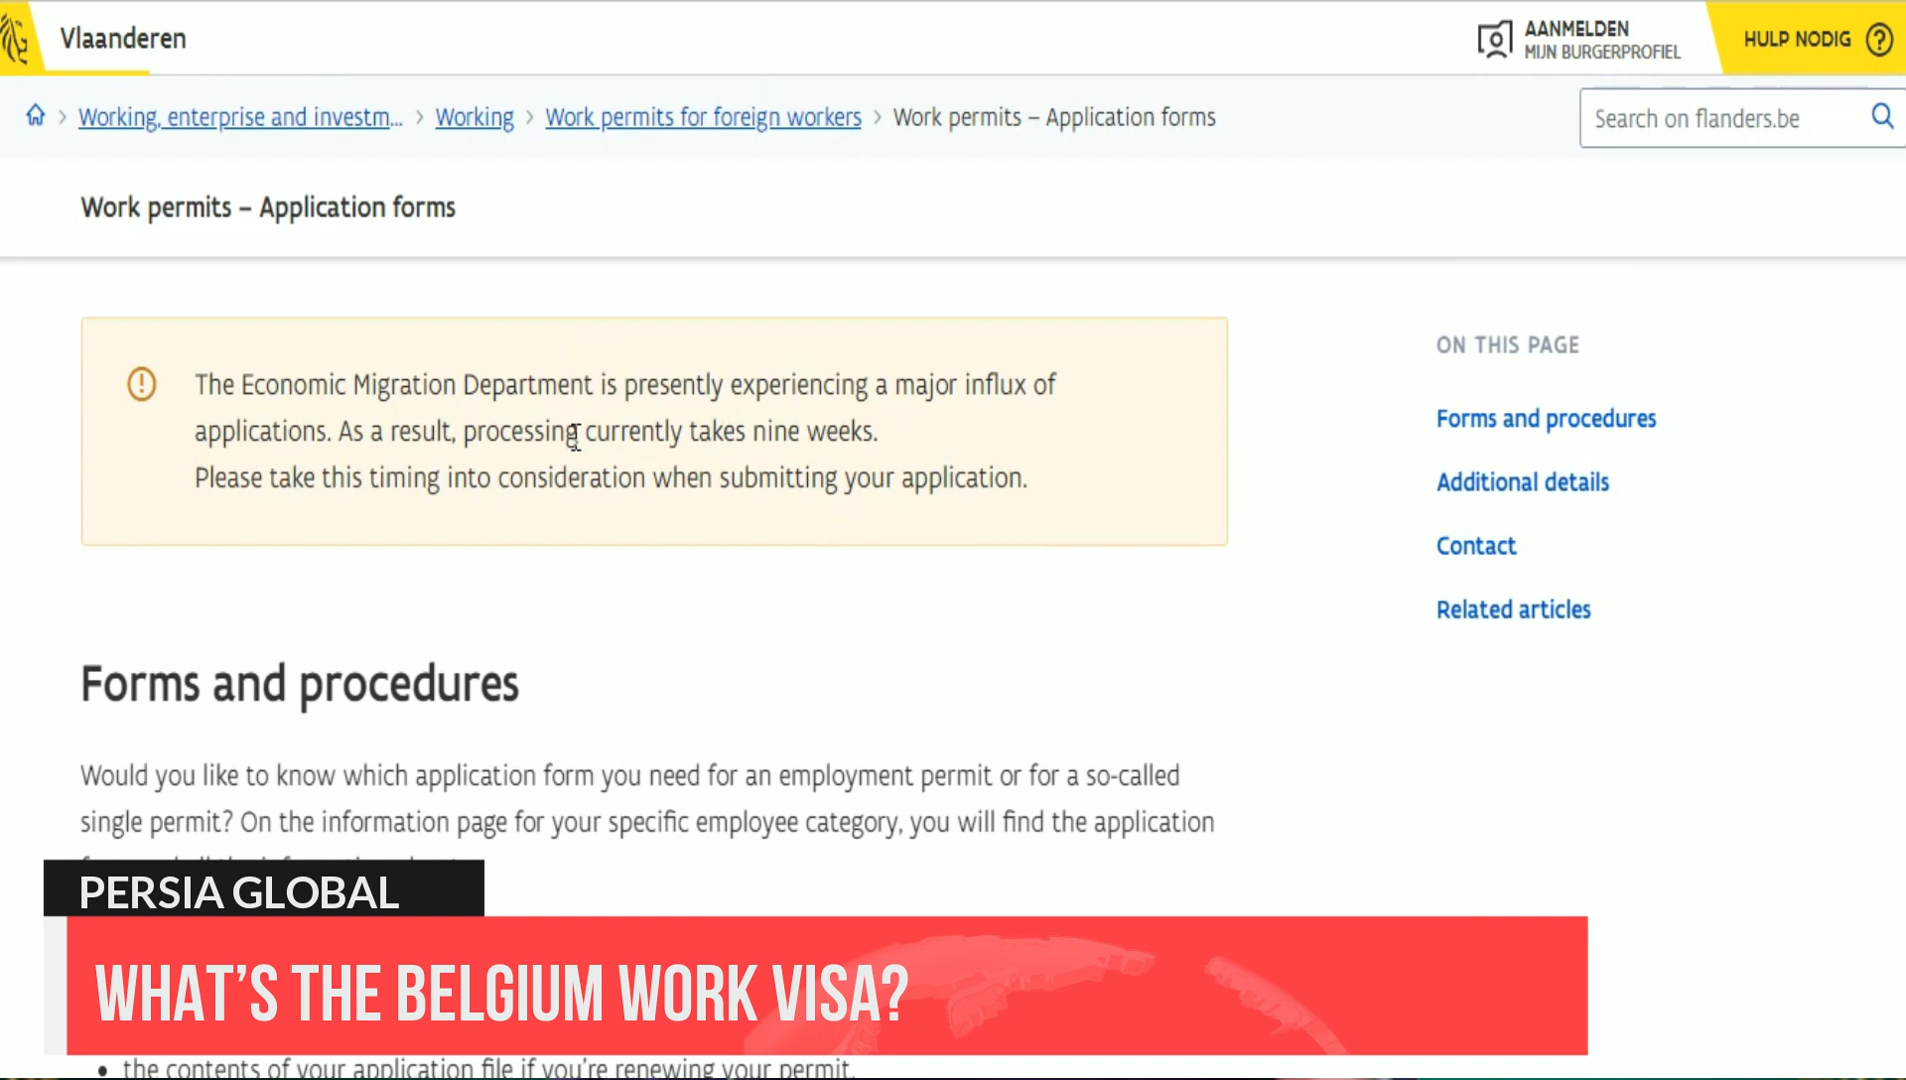 Vlaanderen
AANMELDEN
MIJN BURGERPROFIEL
HULP NODIG
Working, enterprise and investm... > Working > Work permits for foreign workers > Work permits – Application forms
Search on flanders.be
Work permits – Application forms
The Economic Migration Department is presently experiencing a major influx of
applications. As a result, processing currently takes nine weeks.
Please take this timing into consideration when submitting your application.
ON THIS PAGE
Forms and procedures
Additional details
Contact
Related articles
Forms and procedures
Would you like to know which application form you need for an employment permit or for a so-called
single permit? On the information page for your specific employee category, you will find the application
PERSIA GLOBAL
WHAT'S THE BELGIUM WORK VISA?
• the contents of your application file if you're renewing your permit.